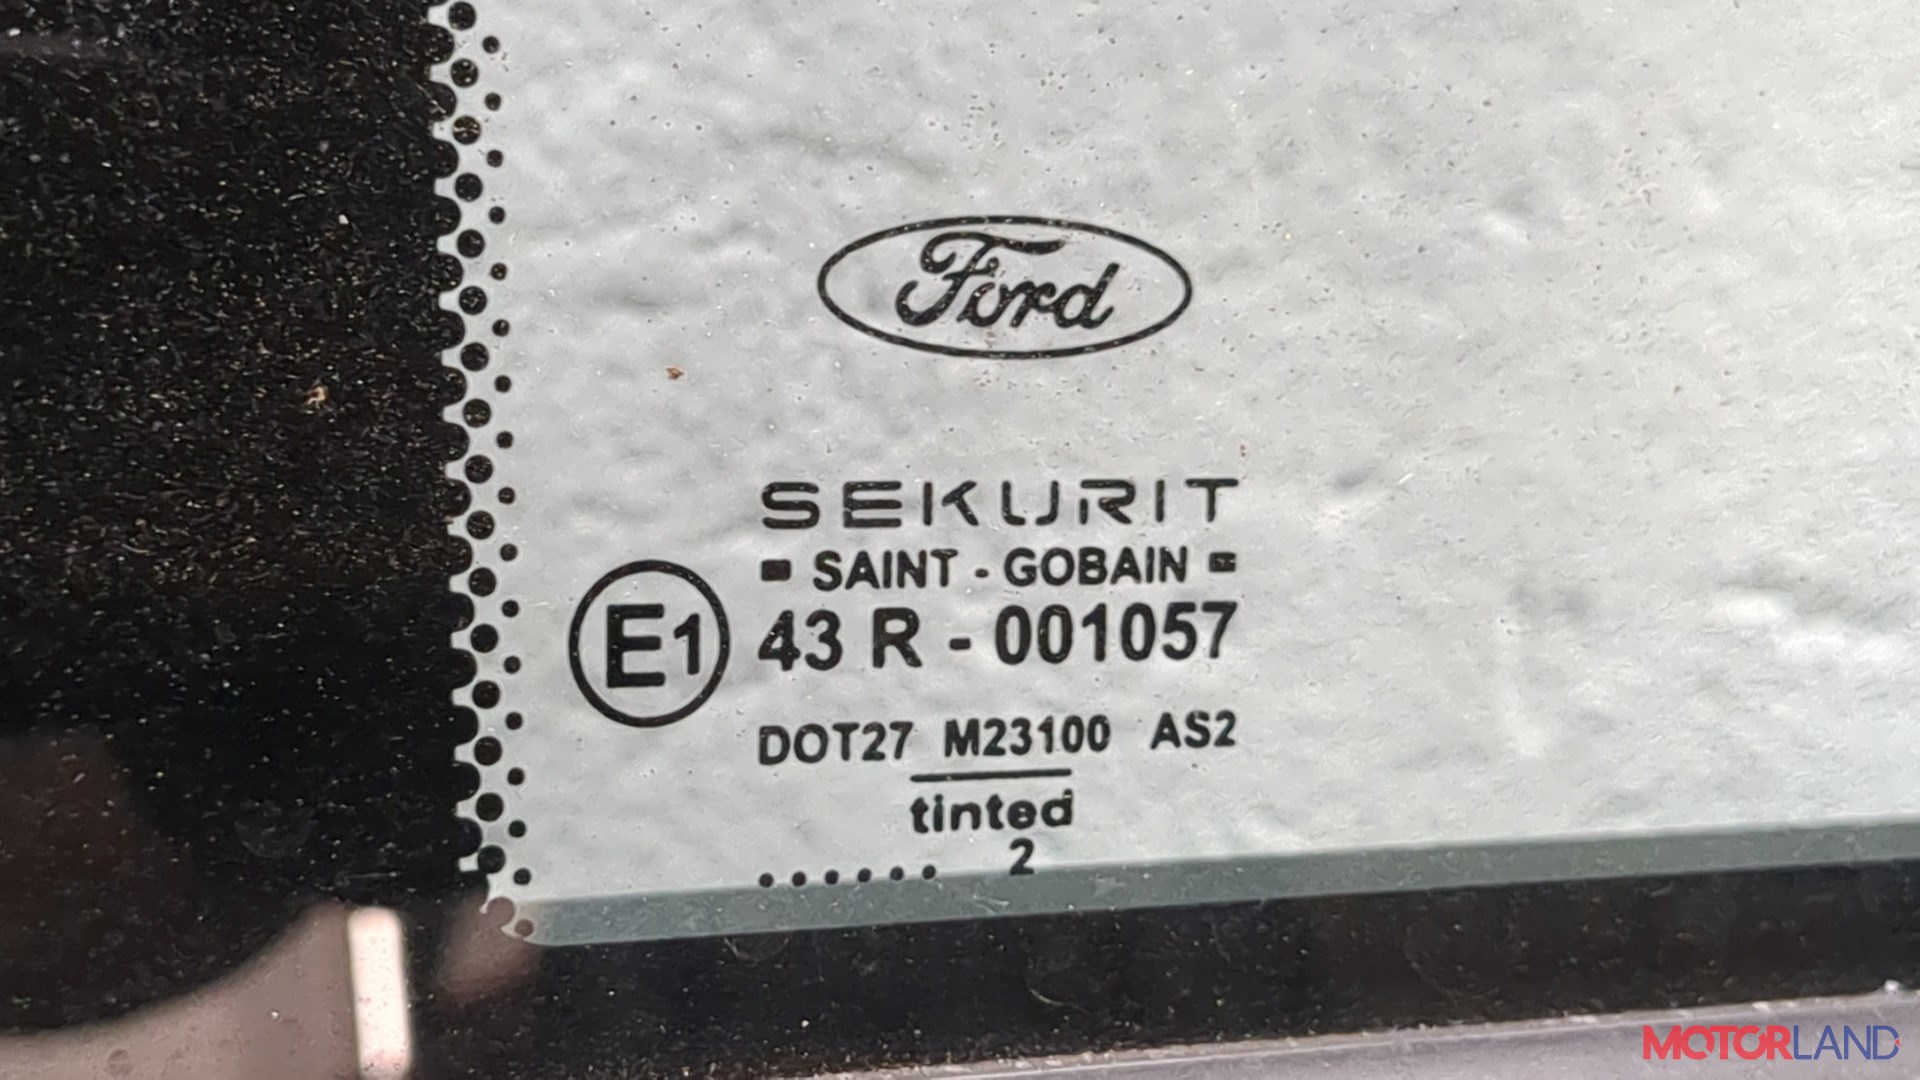 Ford
SEKURIT
SAINT - GOBAIN
E1
43 R - 001057
DOT27 M23100 AS2
tinted
...... 2
MOTORLAND